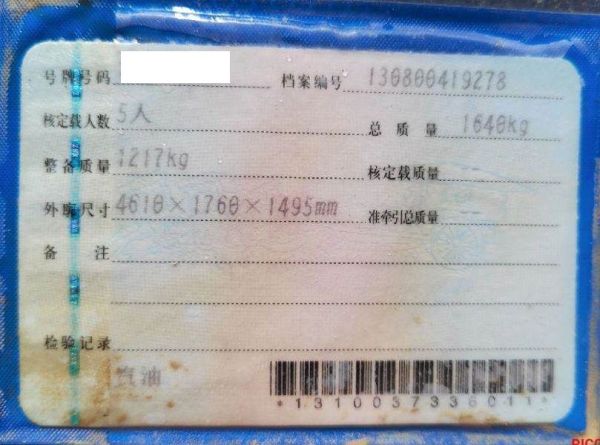 号牌号码 档案编号 130800419278
核定载人数 5人 总质量 1640kg
整备质量 1217kg 核定载质量 --
外廓尺寸 4610×1760×1495mm 准牵引总质量 --
备注
检验记录
汽油
*1310037336011*